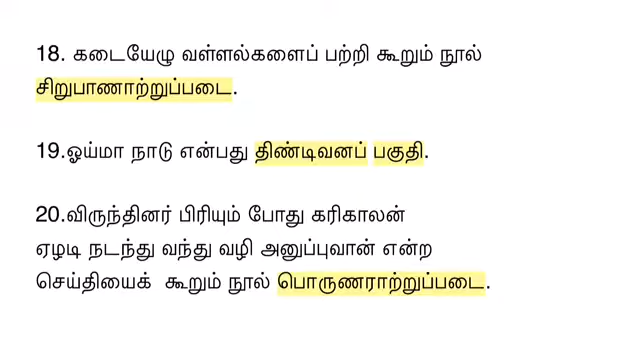 18. கடையேழு வள்ளல்களைப் பற்றி கூறும் நூல்
சிறுபாணாற்றுப்படை.
19.ஓய்மா நாடு என்பது திண்டிவனப் பகுதி.
20.விருந்தினர் பிரியும் போது கரிகாலன்
ஏழடி நடந்து வந்து வழி அனுப்புவான் என்ற
செய்தியைக் கூறும் நூல் பொருணராற்றுப்படை.